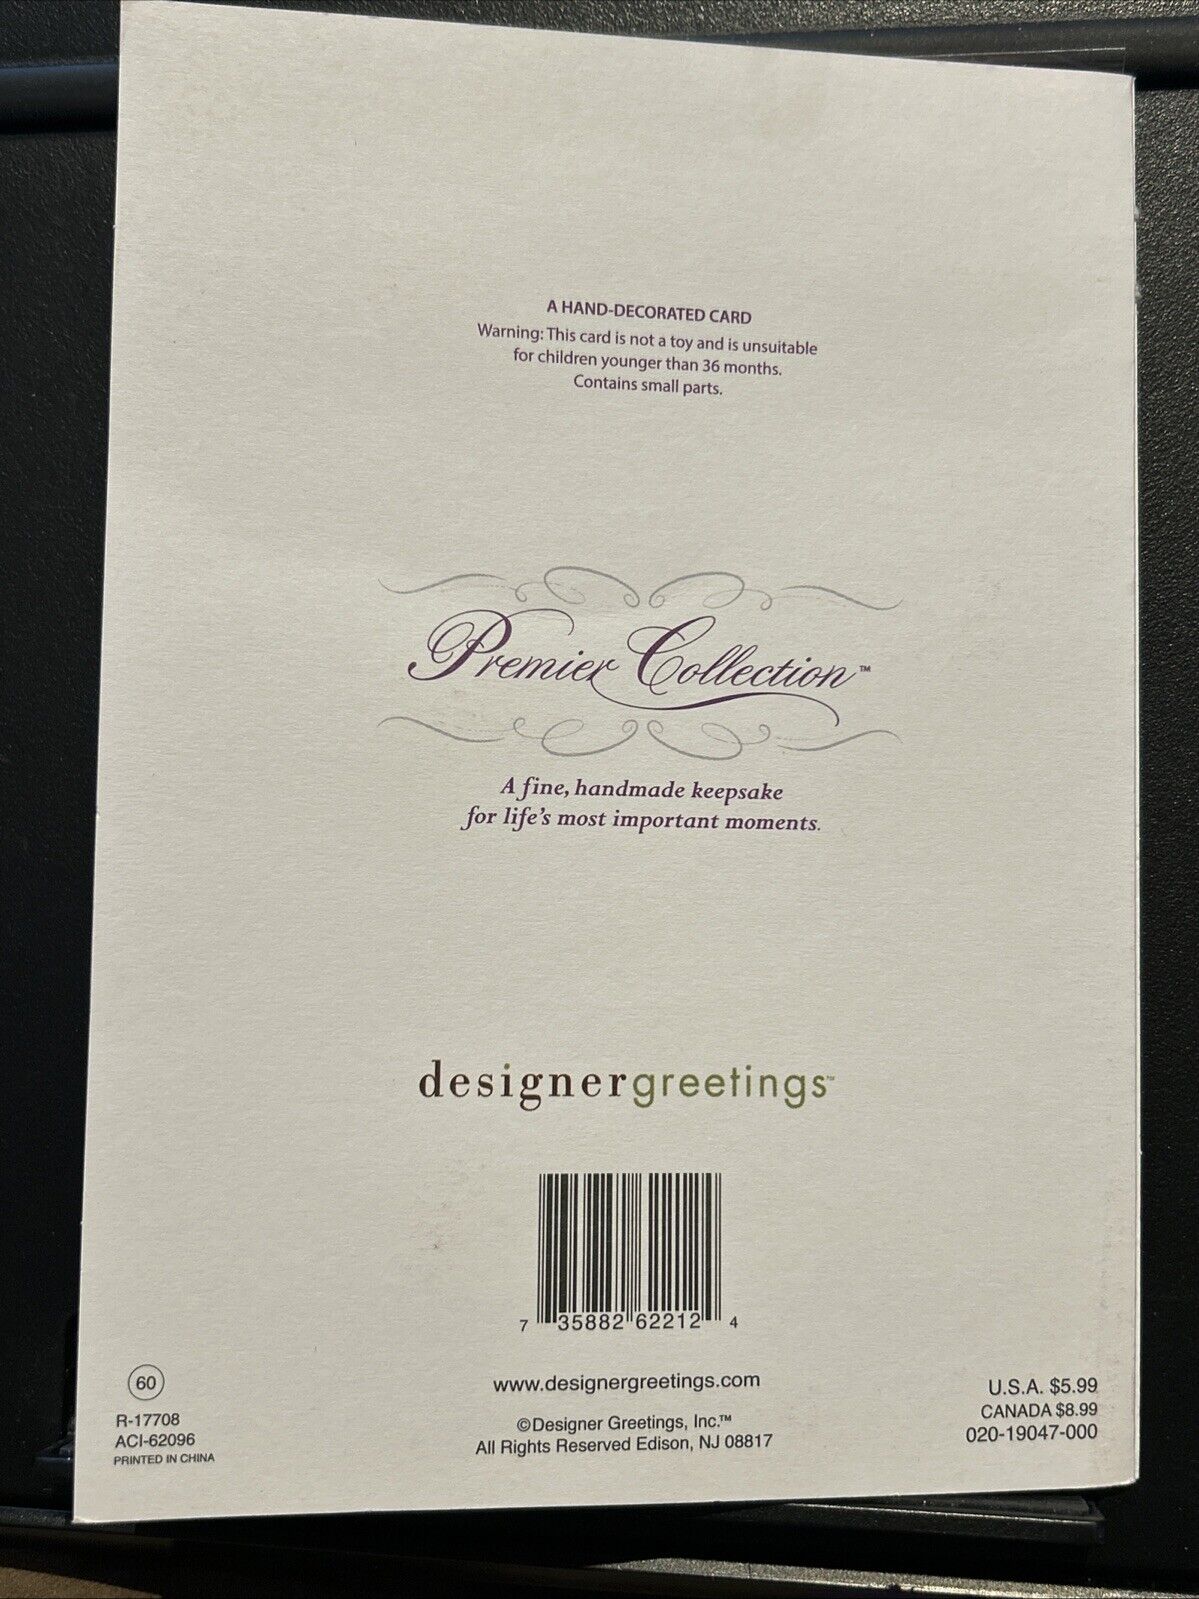 A HAND-DECORATED CARD
Warning: This card is not a toy and is unsuitable
for children younger than 36 months.
Contains small parts.
Premier Collection™
A fine, handmade keepsake
for life's most important moments.
designergreetings™
7 35882 62212 4
60
R-17708
ACI-62096
PRINTED IN CHINA
www.designergreetings.com
©Designer Greetings, Inc.™
All Rights Reserved Edison, NJ 08817
U.S.A. $5.99
CANADA $8.99
020-19047-000